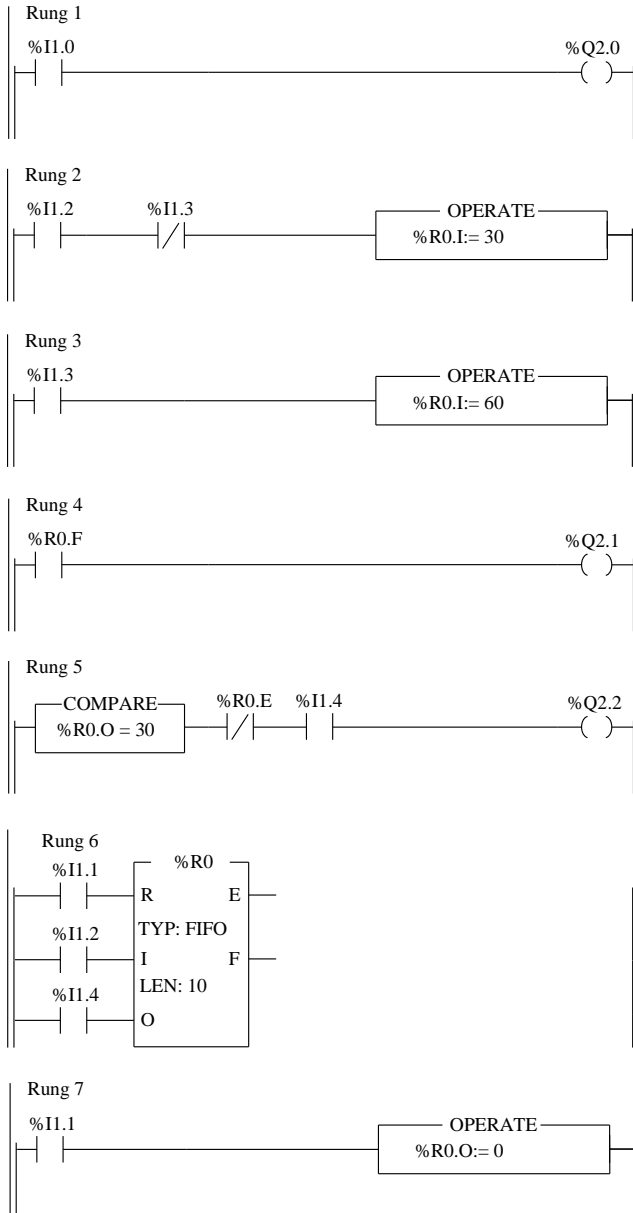 Rung 1
%I1.0 %Q2.0
Rung 2
%I1.2 %I1.3 OPERATE
%R0.I:= 30
Rung 3
%I1.3 OPERATE
%R0.I:= 60
Rung 4
%R0.F %Q2.1
Rung 5
COMPARE %R0.E %I1.4 %Q2.2
%R0.O = 30
Rung 6
%I1.1 %R0
R E
%I1.2 TYP: FIFO
I F
%I1.4 LEN: 10
O
Rung 7
%I1.1 OPERATE
%R0.O:= 0